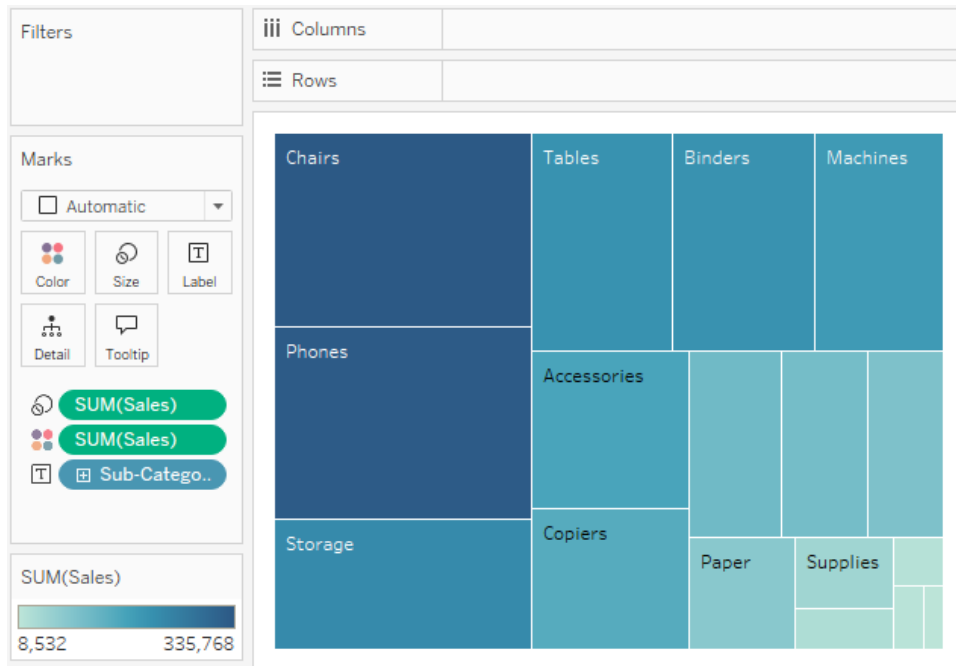 Filters
Columns
Rows
Marks
Automatic
Color
Size
T
Label
Detail
Tooltip
SUM(Sales)
SUM(Sales)
T
Sub-Catego..
SUM(Sales)
8,532
335,768
Chairs
Tables
Binders
Machines
Phones
Accessories
Storage
Copiers
Paper
Supplies